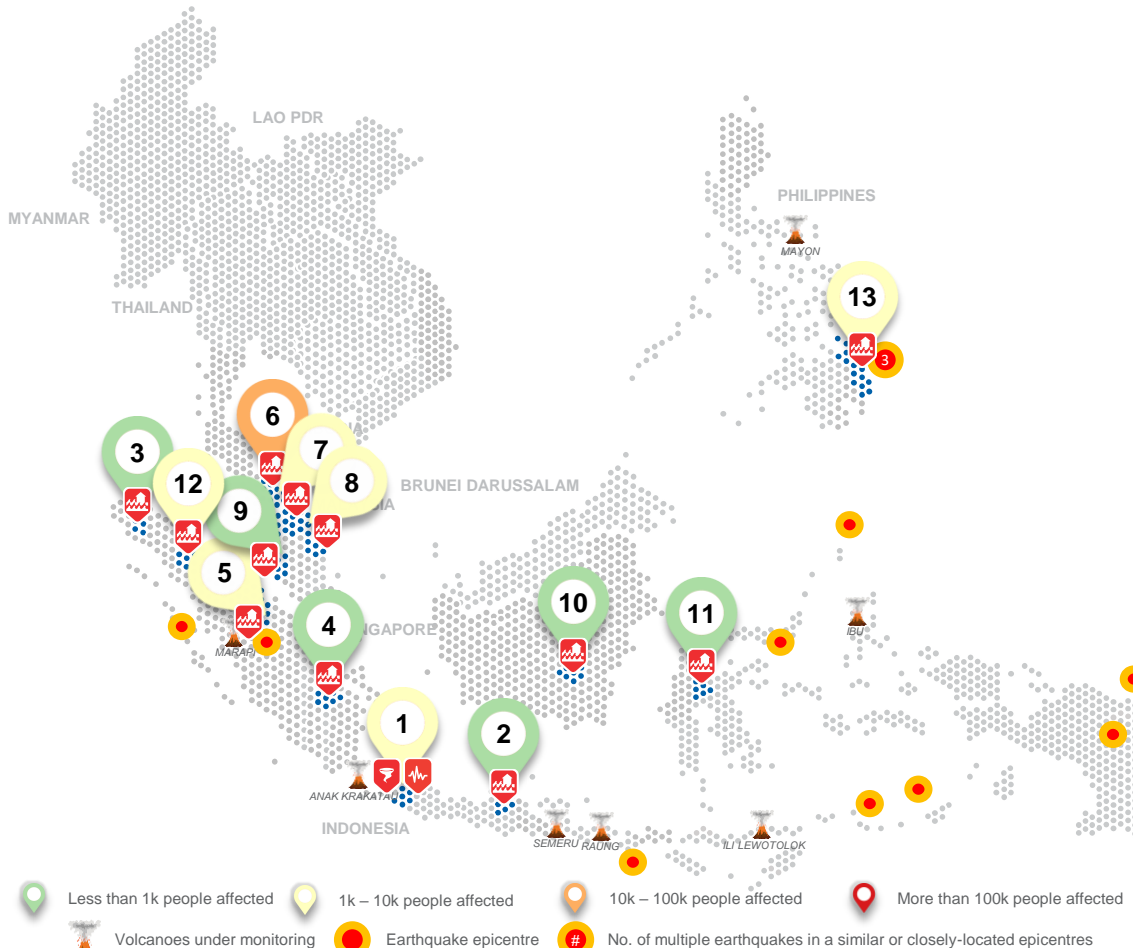 LAO PDR
MYANMAR
PHILIPPINES
MAYON
THAILAND
13
3
6
7
3
12
8
BRUNEI DARUSSALAM
9
5
10
11
4
IBU
MARAPI
1
2
ANAK KRAKATAU
INDONESIA
SEMERU
RAUNG
ILI LEWOTOLOK
Less than 1k people affected
1k – 10k people affected
10k – 100k people affected
More than 100k people affected
Volcanoes under monitoring
Earthquake epicentre
#
No. of multiple earthquakes in a similar or closely-located epicentres